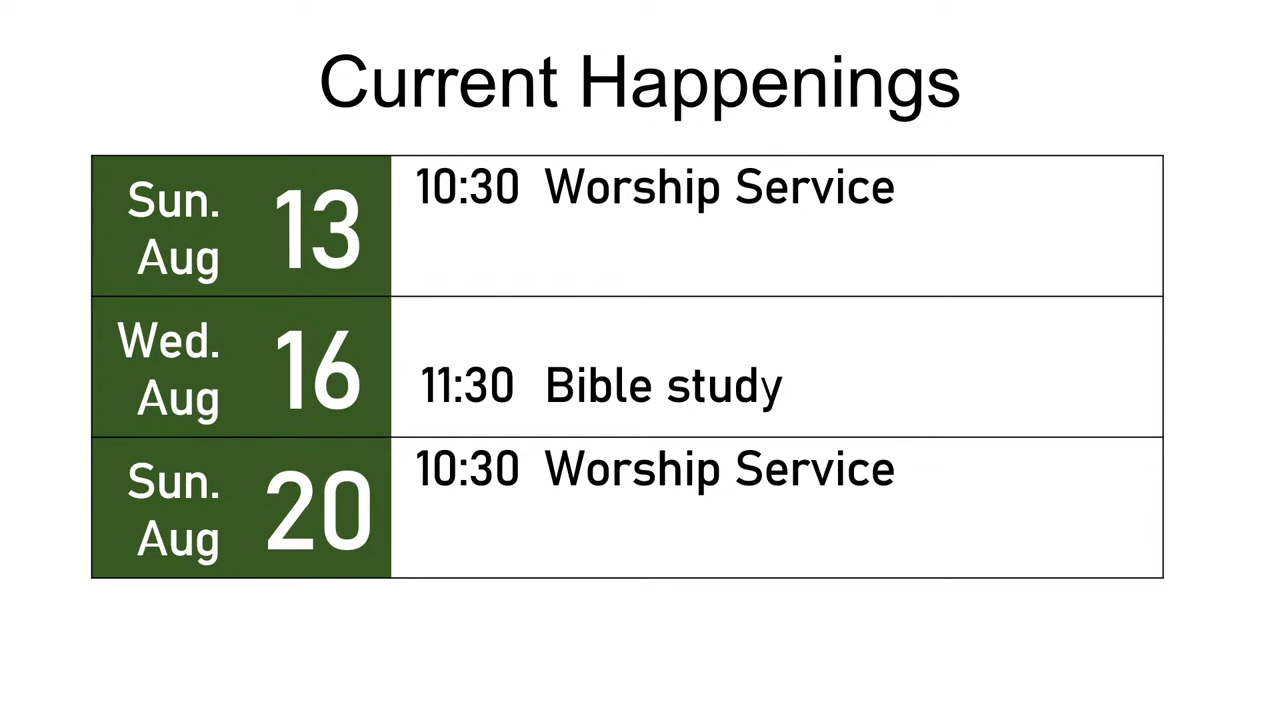 Current Happenings
Sun. Aug 13
10:30 Worship Service
Wed. Aug 16
11:30 Bible study
Sun. Aug 20
10:30 Worship Service